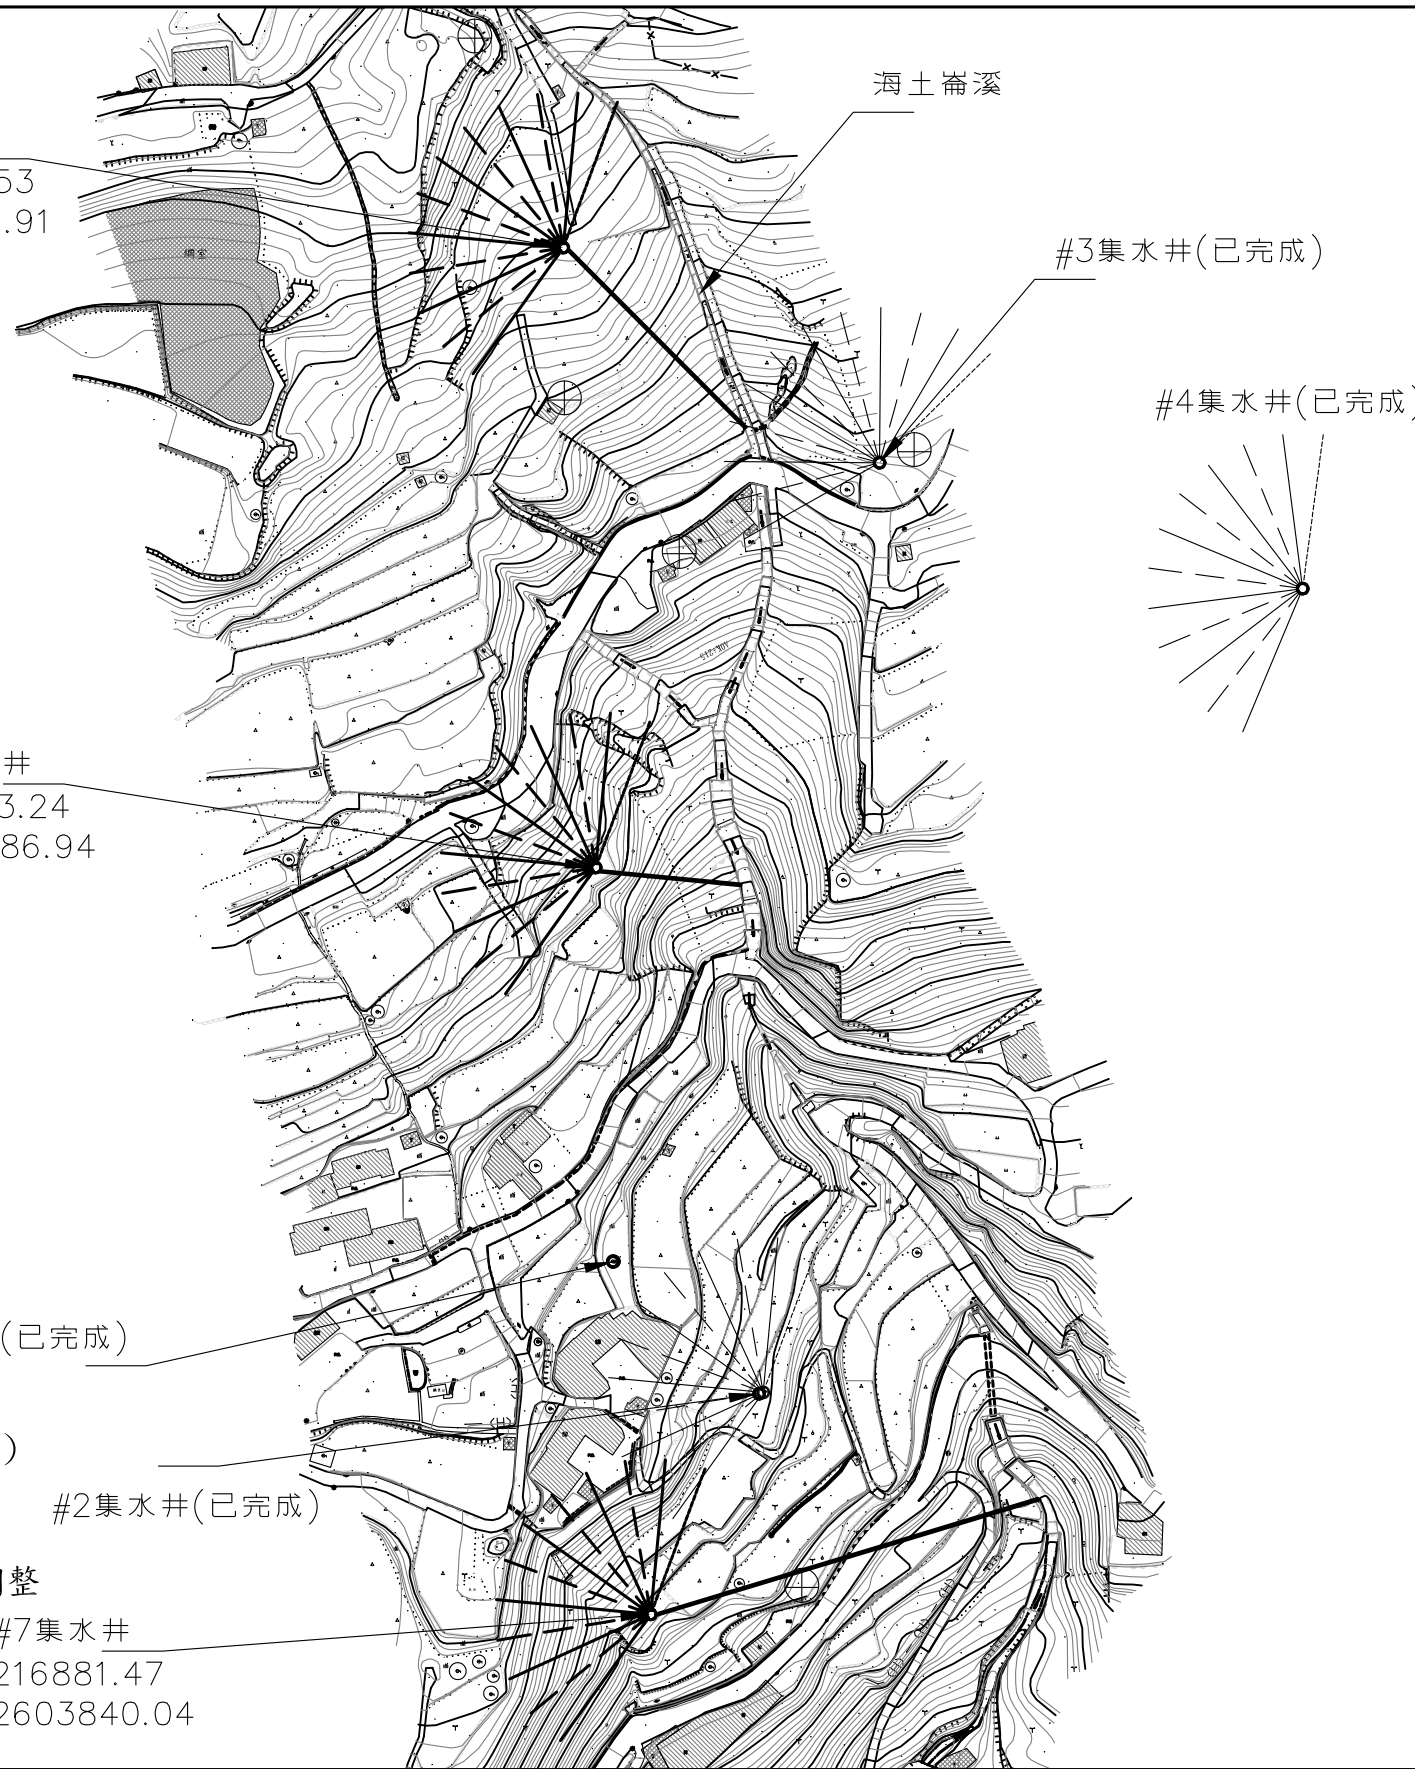 海土崙溪
53
.91
#3集水井(已完成)
網室
#4集水井(已完成)
井
3.24
86.94
(已完成)
)
#2集水井(已完成)
整
#7集水井
216881.47
2603840.04